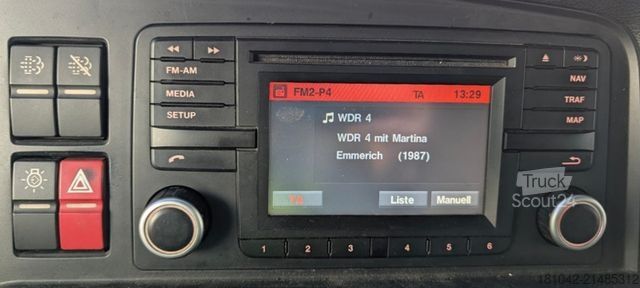 FM2-P4 TA 13:29
WDR 4
WDR 4 mit Martina
Emmerich (1987)
TA Liste Manuell
FM-AM
MEDIA
SETUP
NAV
TRAF
MAP
1 2 3 4 5 6
Truck
Scout24
181042-21485312